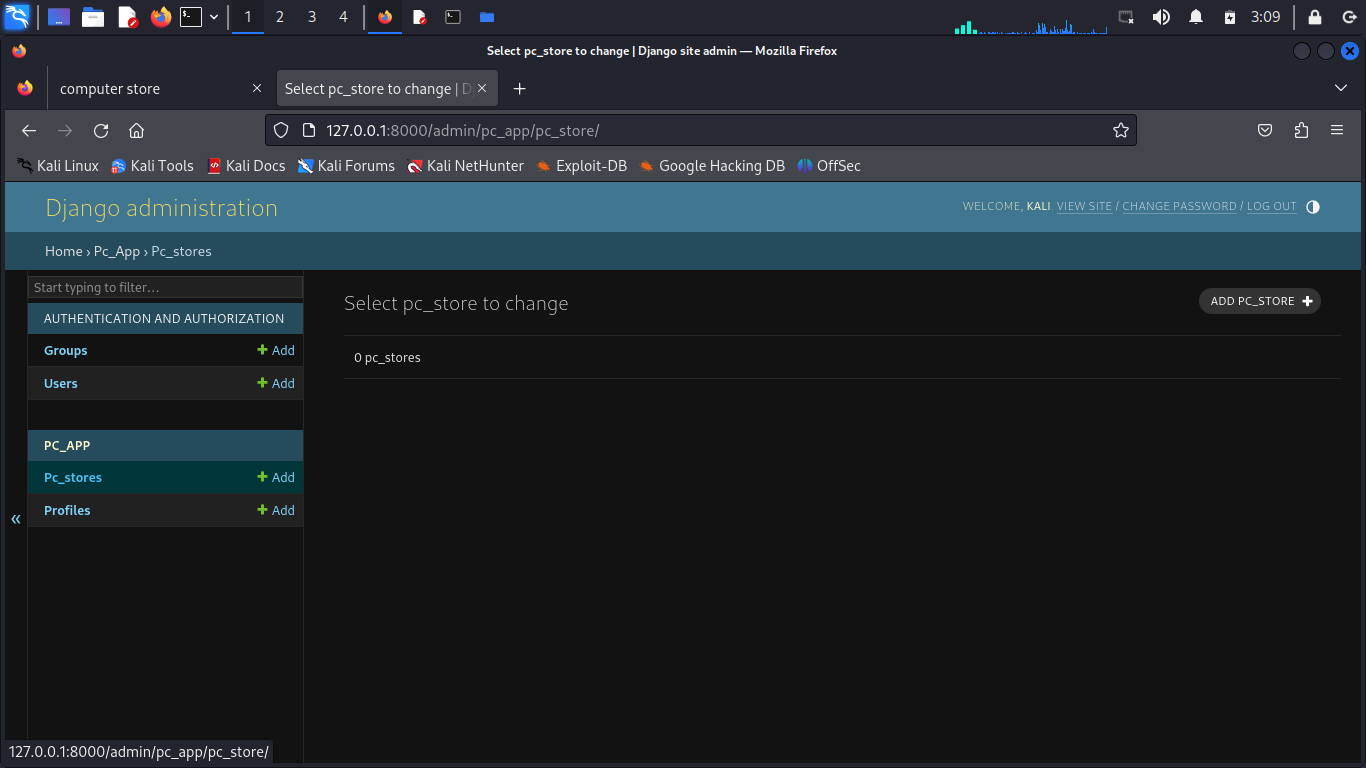 1 2 3 4 3:09
Select pc_store to change | Django site admin — Mozilla Firefox
computer store Select pc_store to change | D
127.0.0.1:8000/admin/pc_app/pc_store/
Kali Linux Kali Tools Kali Docs Kali Forums Kali NetHunter Exploit-DB Google Hacking DB OffSec
Django administration WELCOME, KALI. VIEW SITE / CHANGE PASSWORD / LOG OUT
Home › Pc_App › Pc_stores
Start typing to filter…
AUTHENTICATION AND AUTHORIZATION
Groups Add
Users Add
PC_APP
Pc_stores Add
Profiles Add
«
Select pc_store to change ADD PC_STORE
0 pc_stores
127.0.0.1:8000/admin/pc_app/pc_store/